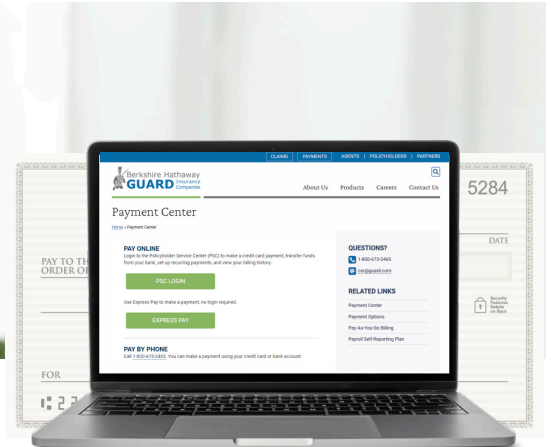 CLAIMS PAYMENTS AGENTS | POLICYHOLDERS | PARTNERS
Berkshire Hathaway
GUARD Insurance Companies
About Us Products Careers Contact Us
Payment Center
Home » Payment Center
PAY ONLINE
Login to the Policyholder Service Center (PSC) to make a credit card payment, transfer funds
from your bank, set up recurring payments, and view your billing history.
PSC LOGIN
Use Express Pay to make a payment, no login required.
EXPRESS PAY
PAY BY PHONE
Call 1-800-673-2465. You can make a payment using your credit card or bank account.
QUESTIONS?
1-800-673-2465
csr@guard.com
RELATED LINKS
Payment Center
Payment Options
Pay-As-You-Go Billing
Payroll Self-Reporting Plan
5284
DATE
PAY TO TH
ORDER OF
Security
Features
Details
on Back
FOR